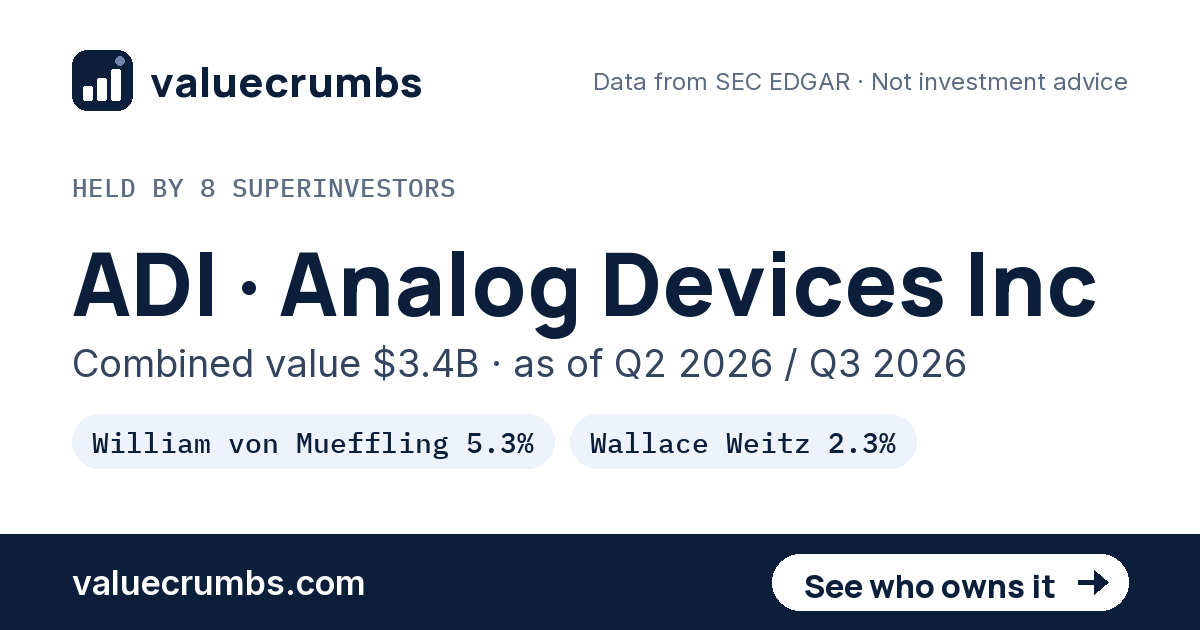 valuecrumbs
Data from SEC EDGAR · Not investment advice
HELD BY 8 SUPERINVESTORS
ADI · Analog Devices Inc
Combined value $3.4B · as of Q2 2026 / Q3 2026
William von Mueffling 5.3%
Wallace Weitz 2.3%
valuecrumbs.com
See who owns it →